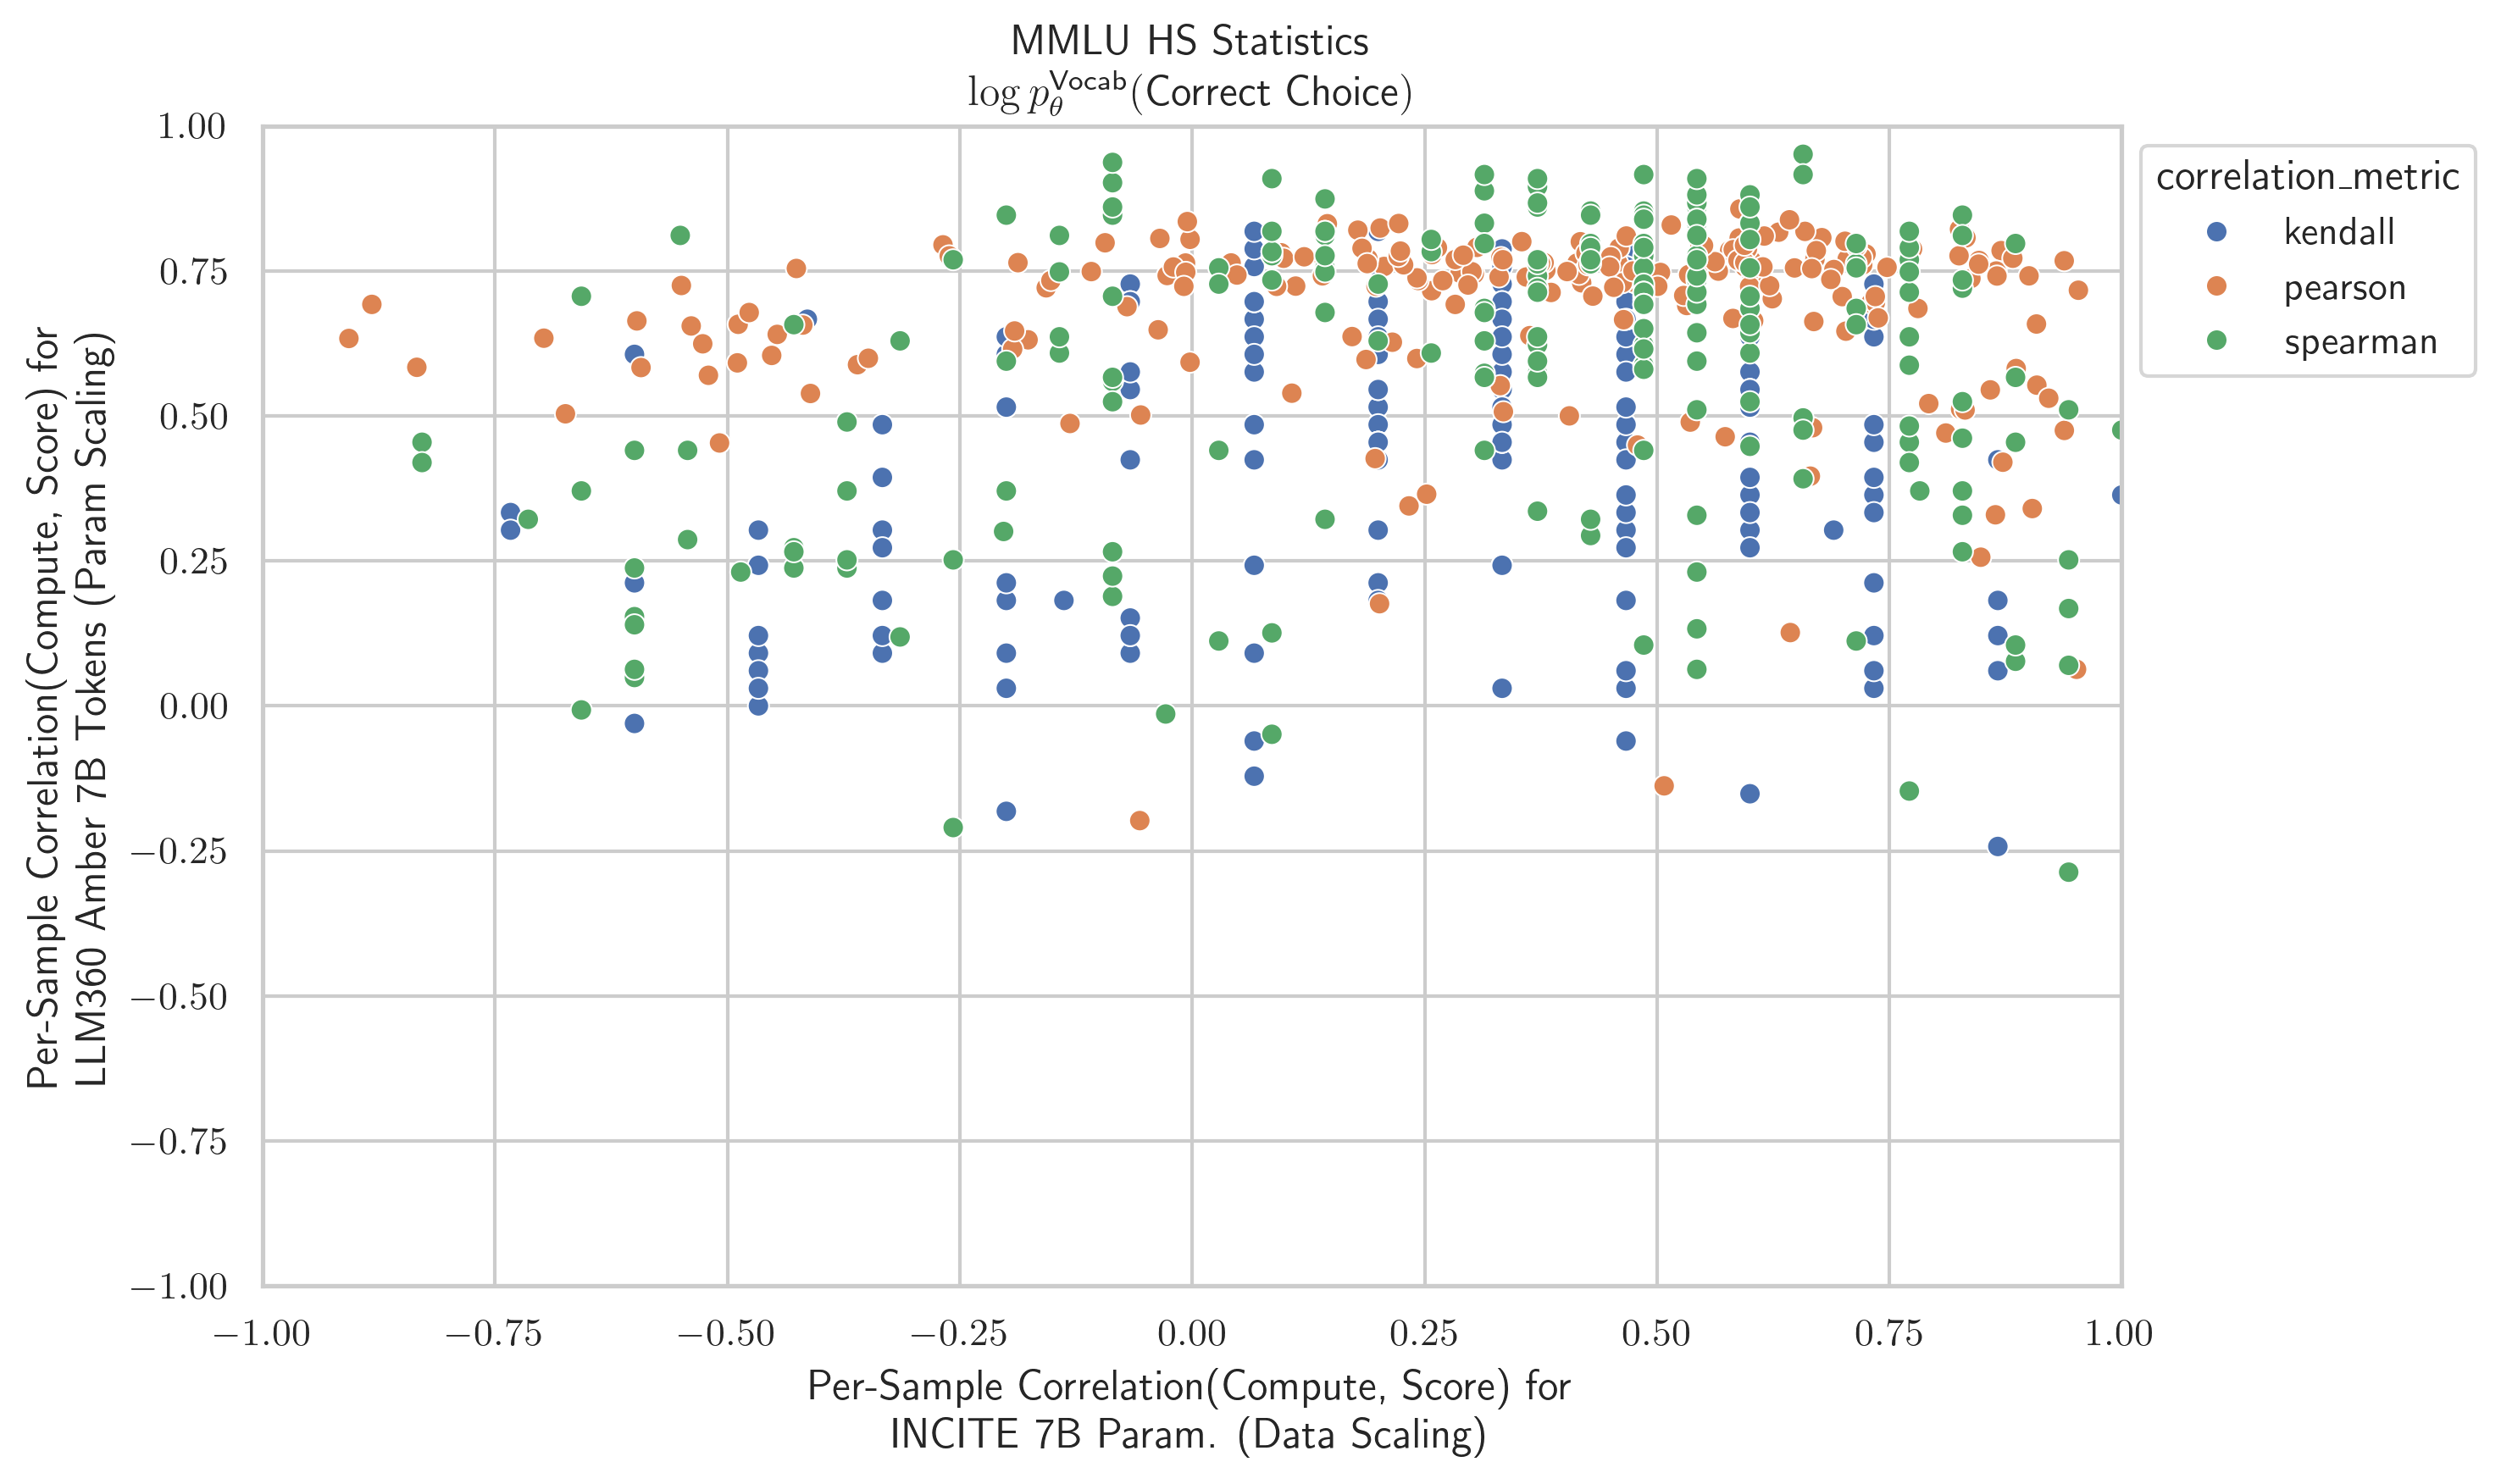 MMLU HS Statistics
log p_θ^Vocab(Correct Choice)
1.00
0.75
0.50
0.25
0.00
−0.25
−0.50
−0.75
−1.00
Per-Sample Correlation(Compute, Score) for
LLM360 Amber 7B Tokens (Param Scaling)
correlation_metric
kendall
pearson
spearman
−1.00 −0.75 −0.50 −0.25 0.00 0.25 0.50 0.75 1.00
Per-Sample Correlation(Compute, Score) for
INCITE 7B Param. (Data Scaling)